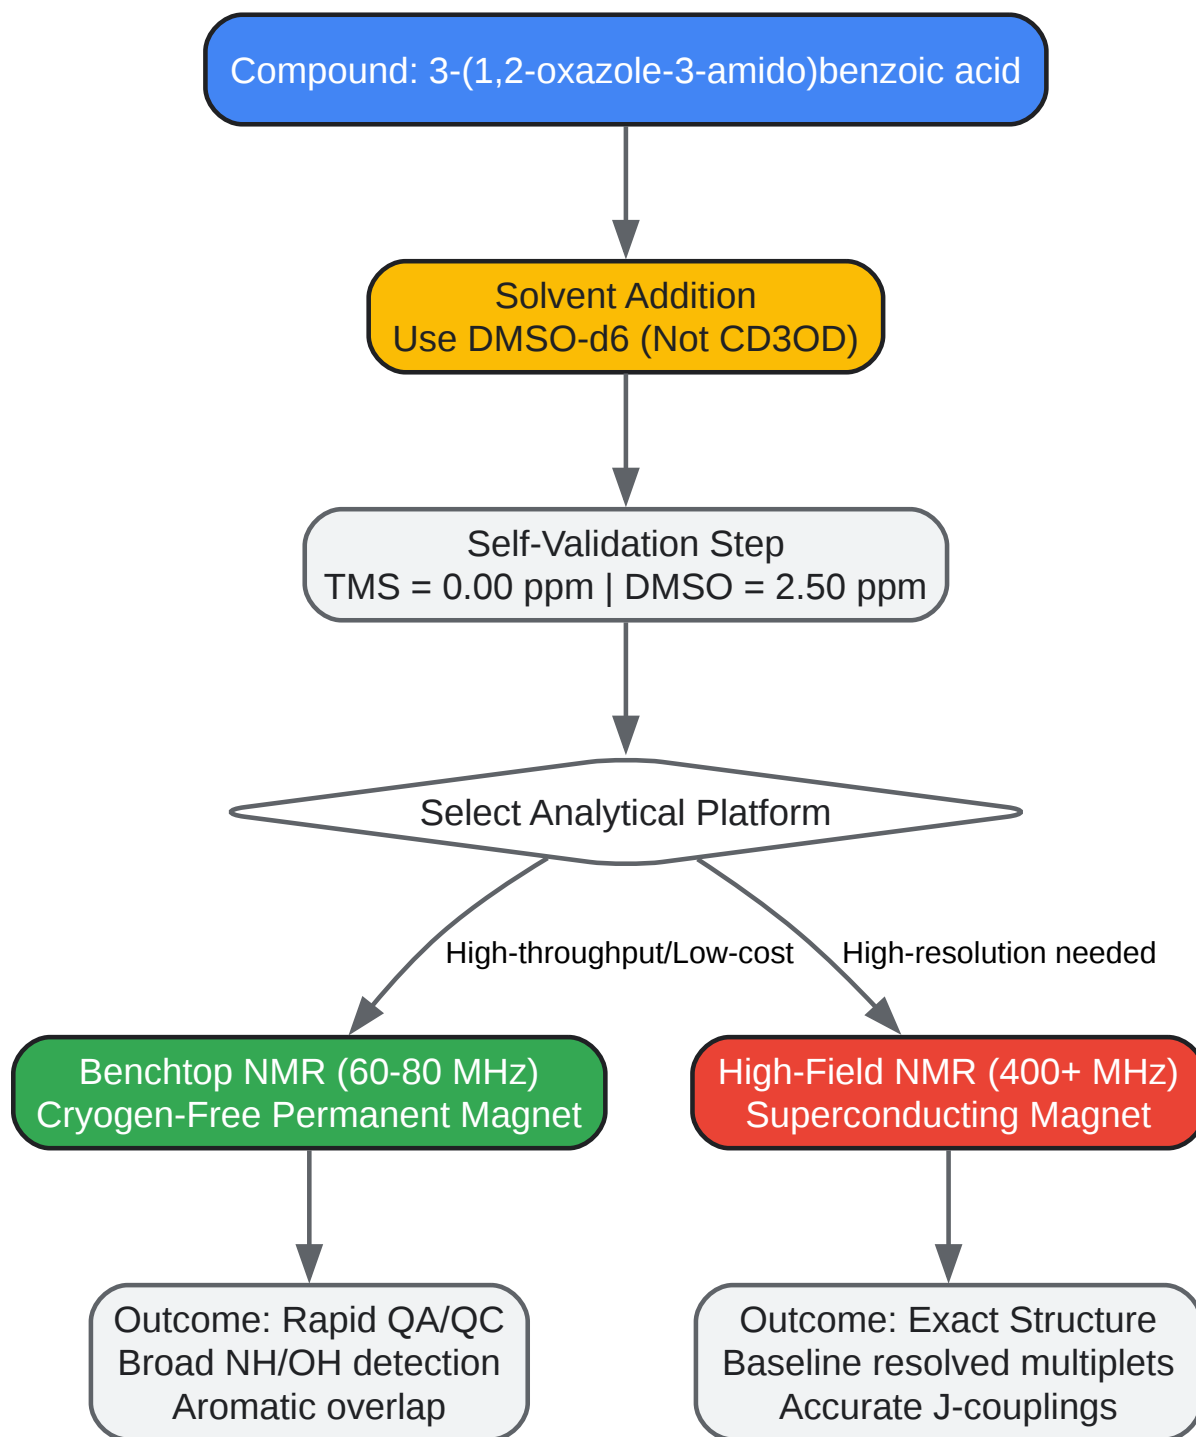 Compound: 3-(1,2-oxazole-3-amido)benzoic acid
Solvent Addition
Use DMSO-d6 (Not CD3OD)
Self-Validation Step
TMS = 0.00 ppm | DMSO = 2.50 ppm
Select Analytical Platform
High-throughput/Low-cost
High-resolution needed
Benchtop NMR (60-80 MHz)
Cryogen-Free Permanent Magnet
High-Field NMR (400+ MHz)
Superconducting Magnet
Outcome: Rapid QA/QC
Broad NH/OH detection
Aromatic overlap
Outcome: Exact Structure
Baseline resolved multiplets
Accurate J-couplings